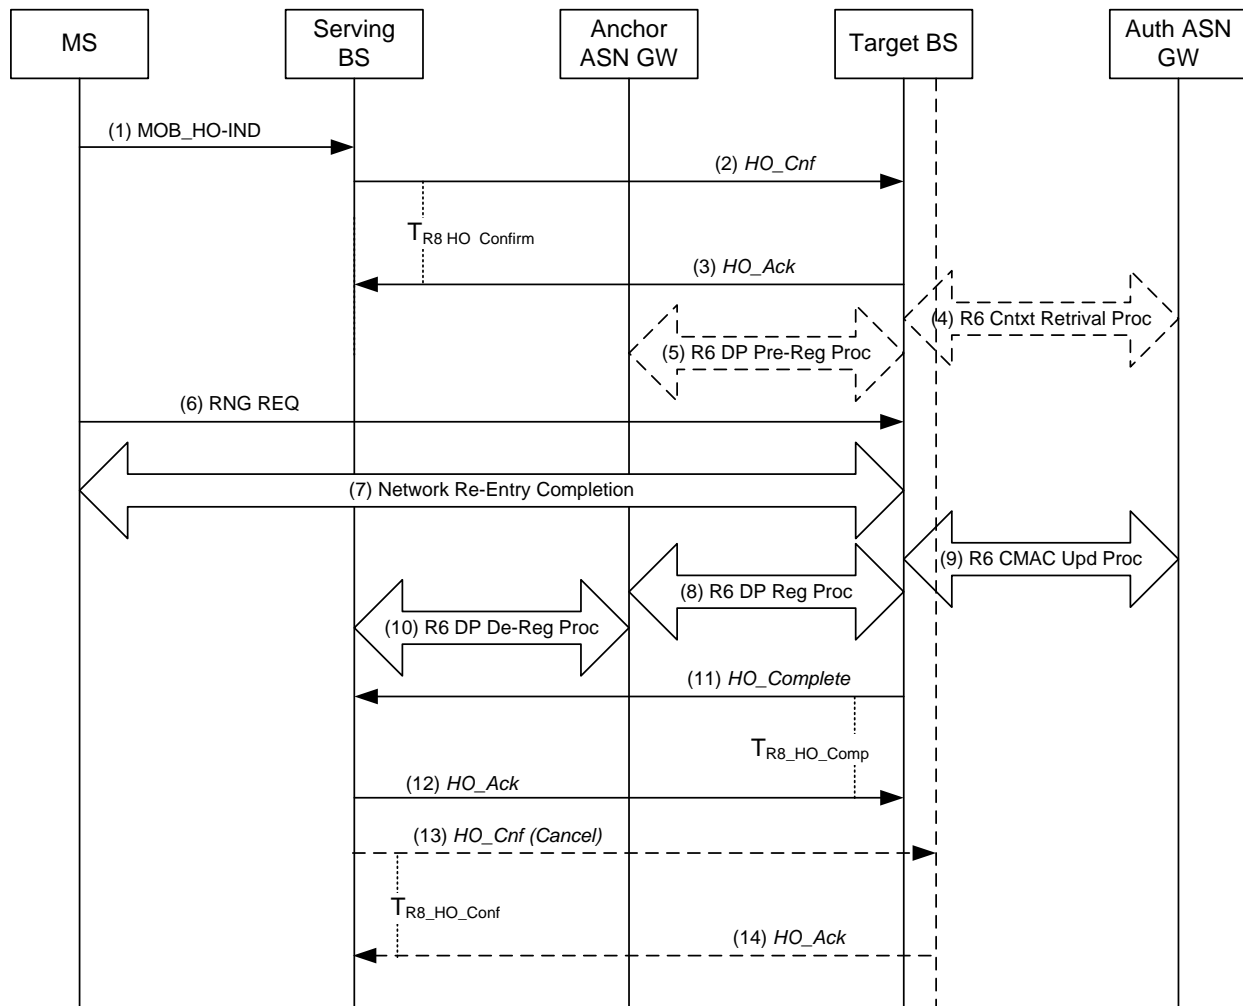 MS
Serving
BS
Anchor
ASN GW
Target BS
Auth ASN
GW
(1) MOB_HO-IND
(2) HO_Cnf
TR8 HO_Confirm
(3) HO_Ack
(4) R6 Cntxt Retrival Proc
(5) R6 DP Pre-Reg Proc
(6) RNG REQ
(7) Network Re-Entry Completion
(9) R6 CMAC Upd Proc
(8) R6 DP Reg Proc
(10) R6 DP De-Reg Proc
(11) HO_Complete
TR8_HO_Comp
(12) HO_Ack
(13) HO_Cnf (Cancel)
TR8_HO_Conf
(14) HO_Ack